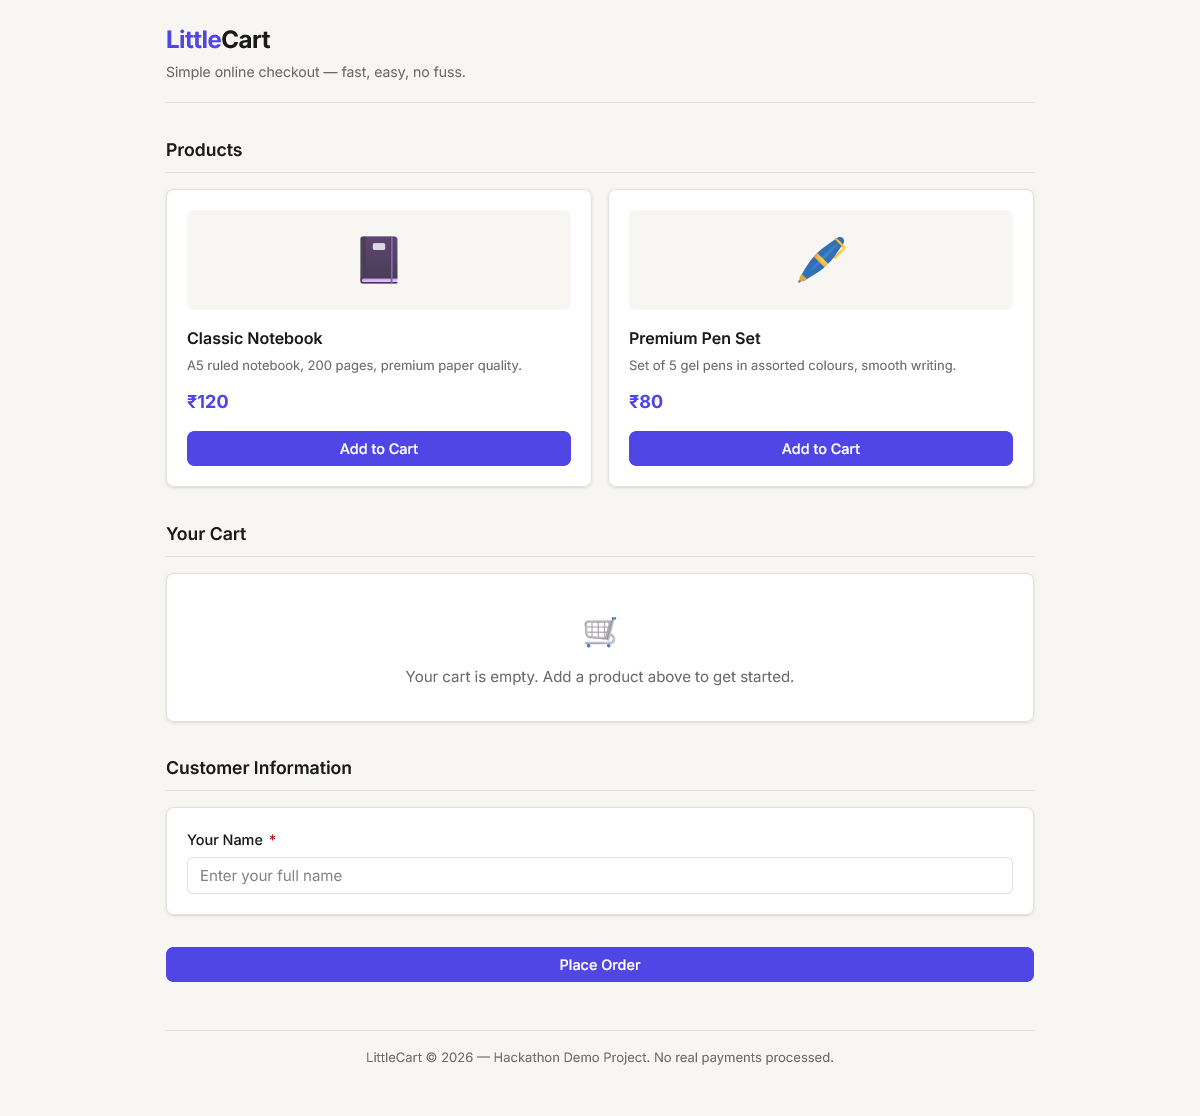 LittleCart
Simple online checkout — fast, easy, no fuss.
Products
Classic Notebook
A5 ruled notebook, 200 pages, premium paper quality.
₹120
Add to Cart
Premium Pen Set
Set of 5 gel pens in assorted colours, smooth writing.
₹80
Add to Cart
Your Cart
Your cart is empty. Add a product above to get started.
Customer Information
Your Name *
Enter your full name
Place Order
LittleCart © 2026 — Hackathon Demo Project. No real payments processed.